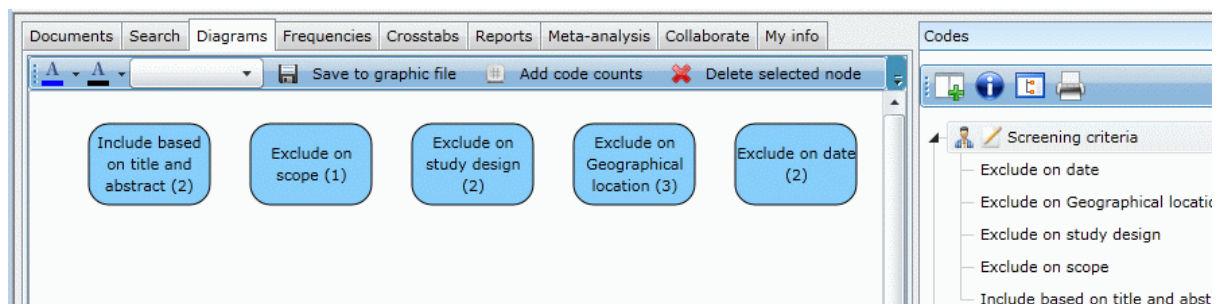 Documents Search Diagrams Frequencies Crosstabs Reports Meta-analysis Collaborate My info
A A Save to graphic file Add code counts Delete selected node
Include based
on title and
abstract (2)
Exclude on
scope (1)
Exclude on
study design
(2)
Exclude on
Geographical
location (3)
Exclude on date
(2)
Codes
Screening criteria
Exclude on date
Exclude on Geographical locatio
Exclude on study design
Exclude on scope
Include based on title and abst